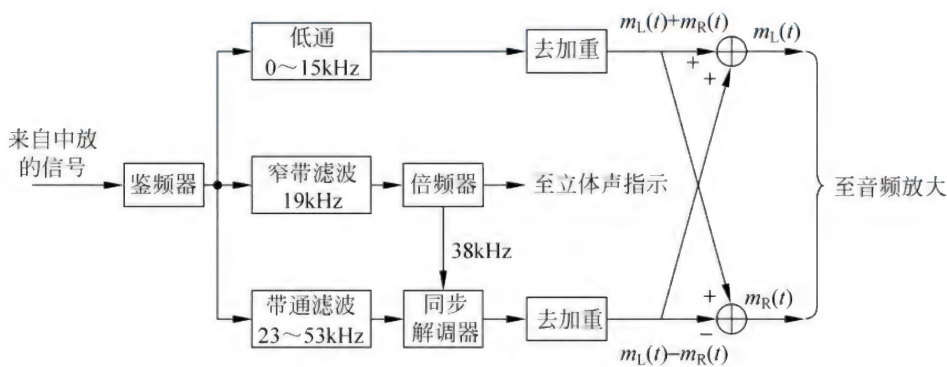 低通
0～15kHz
去加重
m_L(t)+m_R(t)
m_L(t)
+
+
来自中放
的信号
鉴频器
窄带滤波
19kHz
倍频器
至立体声指示
至音频放大
38kHz
带通滤波
23～53kHz
同步
解调器
去加重
+
−
m_R(t)
m_L(t)−m_R(t)